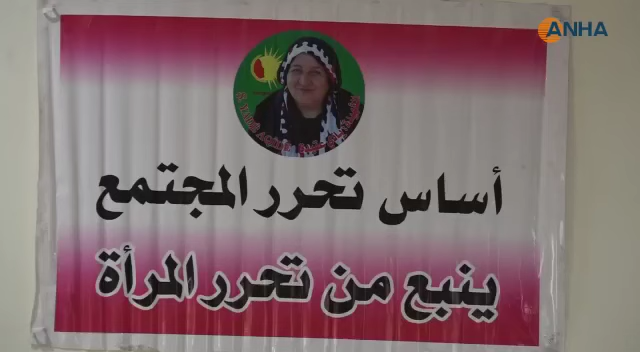 ANHA
أساس تحرر المجتمع
ينبع من تحرر المرأة